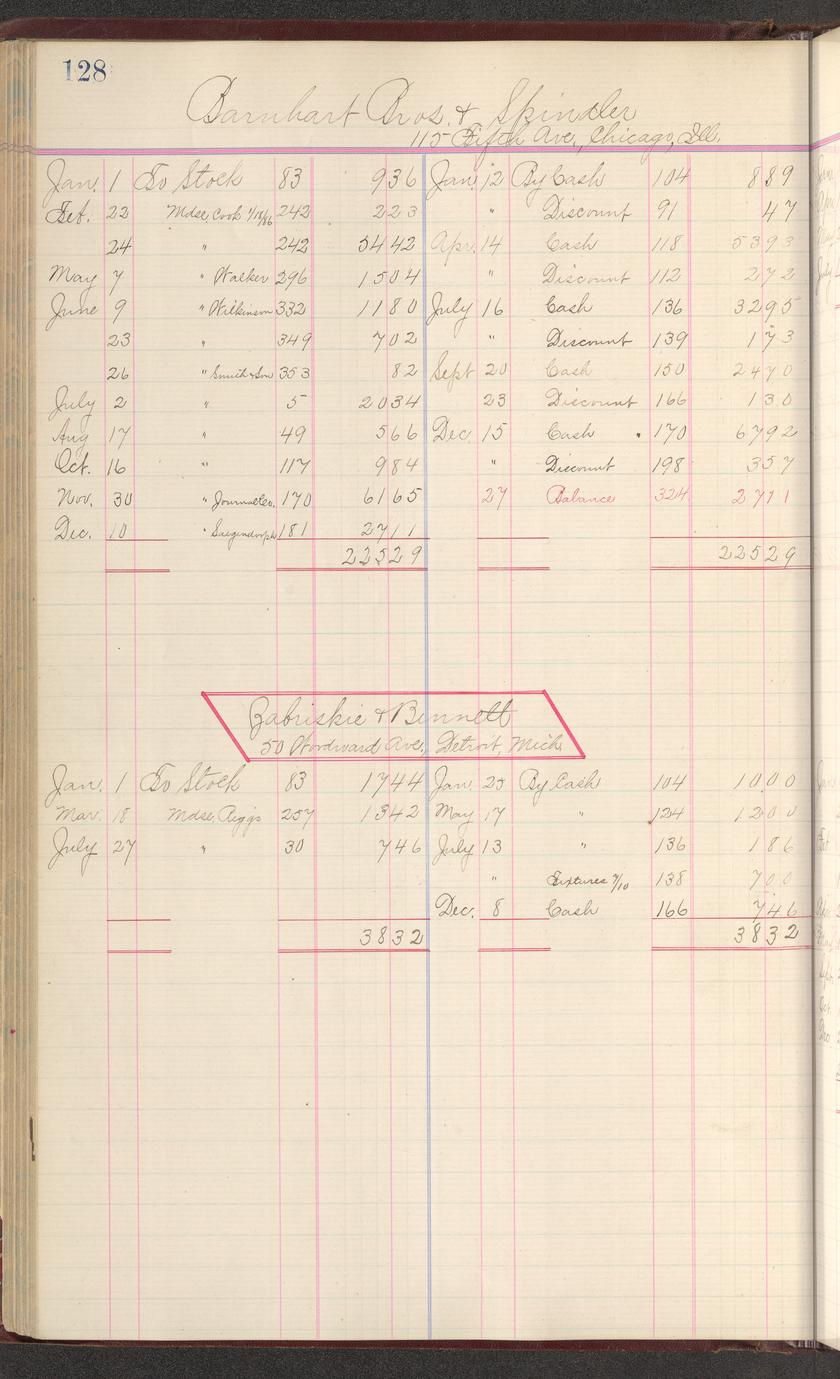 128
Barnhart Bros. & Spindler
115 Fifth Ave., Chicago, Ill.
Jan. 1 To Stock 83 936 Jan. 12 By Cash 104 889
Feb. 22 Mdse, Cook 242 223 " Discount 91 47
24 " 242 5442 Apr. 14 Cash 118 5393
May 7 " Walker 296 1504 " Discount 112 272
June 9 " Wilkinson 332 1180 July 16 Cash 136 3295
23 " 349 702 " Discount 139 173
26 " Smith & Son 353 82 Sept 20 Cash 150 2470
July 2 " 5 2034 23 Discount 166 130
Aug 17 " 49 566 Dec. 15 Cash 170 6792
Oct. 16 " 117 984 " Discount 198 357
Nov. 30 " Journal Co. 170 6165 27 Balance 324 2711
Dec. 10 " 181 2711
22529 22529
Zabriskie & Bennett
50 Woodward Ave., Detroit, Mich.
Jan. 1 To Stock 83 1744 Jan. 25 By Cash 104 1000
Mar. 18 Mdse, Riggs 257 1342 May 17 " 124 1200
July 27 " 30 746 July 13 " 136 186
" Fixtures 7/10 138 700
Dec. 8 Cash 166 746
3832 3832